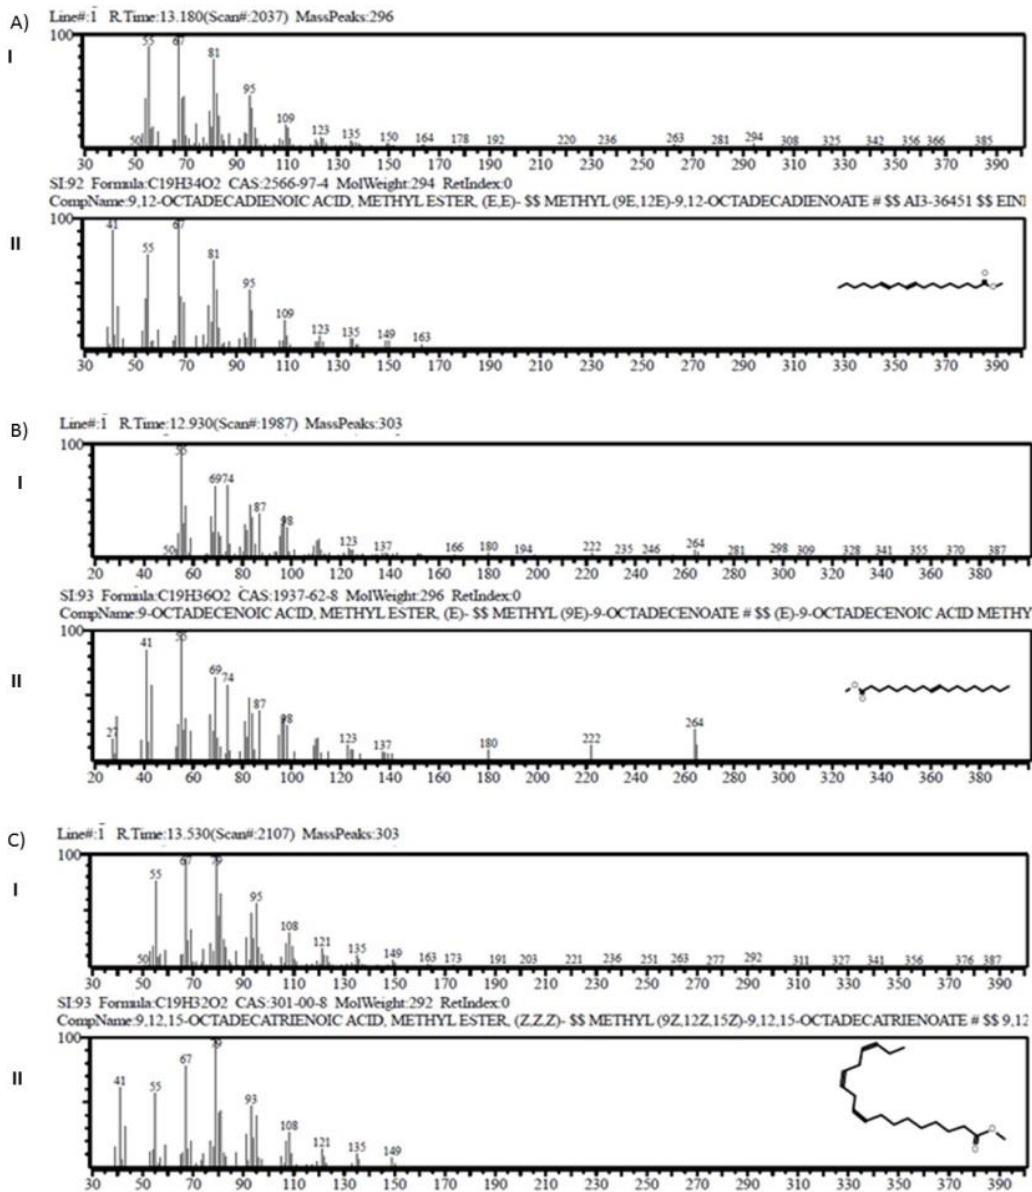 A)
Line#:1 R.Time:13.180(Scan#:2037) MassPeaks:296
I
100
55 67 81 95 109 123 135 150 164 178 192 220 236 263 281 294 308 325 342 356 366 385
50
30 50 70 90 110 130 150 170 190 210 230 250 270 290 310 330 350 370 390
SI:92 Formula:C19H34O2 CAS:2566-97-4 MolWeight:294 RetIndex:0
CompName:9,12-OCTADECADIENOIC ACID, METHYL ESTER, (E,E)- $$ METHYL (9E,12E)-9,12-OCTADECADIENOATE # $$ AI3-36451 $$ EIN
II
100
41 55 67 81 95 109 123 135 149 163
O
O
30 50 70 90 110 130 150 170 190 210 230 250 270 290 310 330 350 370 390
B)
Line#:1 R.Time:12.930(Scan#:1987) MassPeaks:303
I
100
55 69 74 87 98 123 137 166 180 194 222 235 246 264 281 298 309 328 341 355 370 387
50
20 40 60 80 100 120 140 160 180 200 220 240 260 280 300 320 340 360 380
SI:93 Formula:C19H36O2 CAS:1937-62-8 MolWeight:296 RetIndex:0
CompName:9-OCTADECENOIC ACID, METHYL ESTER, (E)- $$ METHYL (9E)-9-OCTADECENOATE # $$ (E)-9-OCTADECENOIC ACID METHY
II
100
27 41 55 69 74 87 98 123 137 180 222 264
O
O
20 40 60 80 100 120 140 160 180 200 220 240 260 280 300 320 340 360 380
C)
Line#:1 R.Time:13.530(Scan#:2107) MassPeaks:303
I
100
55 67 79 95 108 121 135 149 163 173 191 203 221 236 251 263 277 292 311 327 341 356 376 387
50
30 50 70 90 110 130 150 170 190 210 230 250 270 290 310 330 350 370 390
SI:93 Formula:C19H32O2 CAS:301-00-8 MolWeight:292 RetIndex:0
CompName:9,12,15-OCTADECATRIENOIC ACID, METHYL ESTER, (Z,Z,Z)- $$ METHYL (9Z,12Z,15Z)-9,12,15-OCTADECATRIENOATE # $$ 9,12
II
100
41 55 67 79 93 108 121 135 149
O
O
30 50 70 90 110 130 150 170 190 210 230 250 270 290 310 330 350 370 390